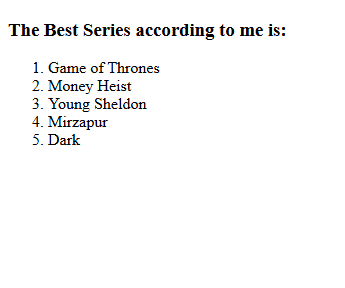 The Best Series according to me is:
1. Game of Thrones
2. Money Heist
3. Young Sheldon
4. Mirzapur
5. Dark